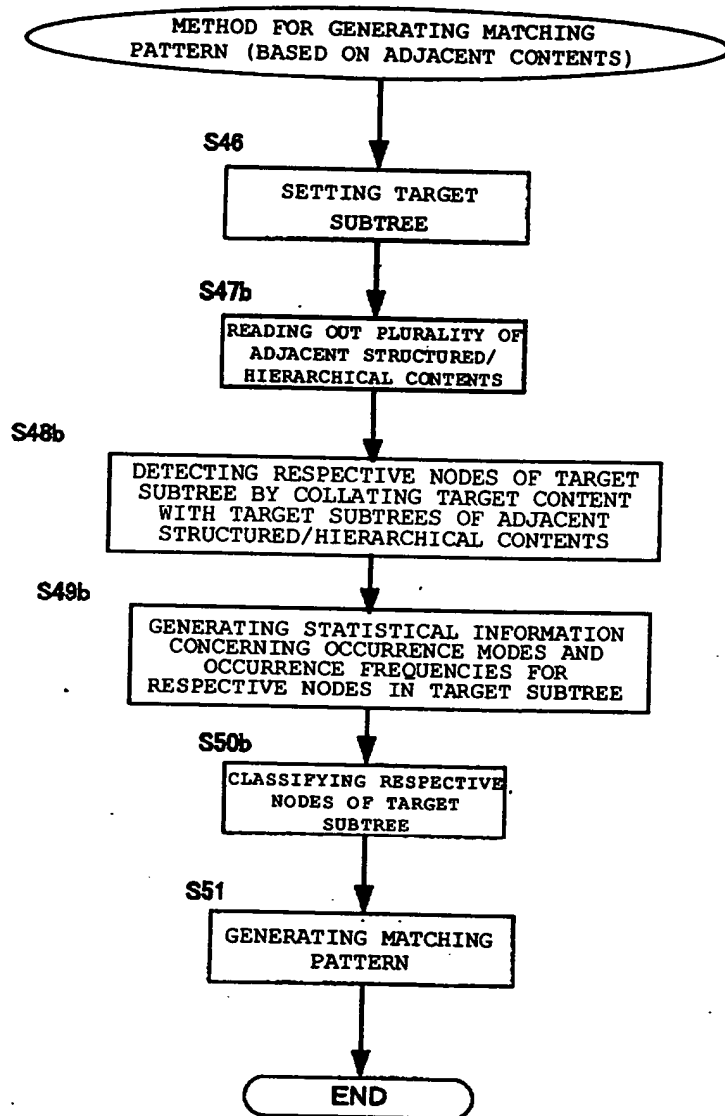 METHOD FOR GENERATING MATCHING
PATTERN (BASED ON ADJACENT CONTENTS)
S46
SETTING TARGET
SUBTREE
S47b
READING OUT PLURALITY OF
ADJACENT STRUCTURED/
HIERARCHICAL CONTENTS
S48b
DETECTING RESPECTIVE NODES OF TARGET
SUBTREE BY COLLATING TARGET CONTENT
WITH TARGET SUBTREES OF ADJACENT
STRUCTURED/HIERARCHICAL CONTENTS
S49b
GENERATING STATISTICAL INFORMATION
CONCERNING OCCURRENCE MODES AND
OCCURRENCE FREQUENCIES FOR
RESPECTIVE NODES IN TARGET SUBTREE
S50b
CLASSIFYING RESPECTIVE
NODES OF TARGET
SUBTREE
S51
GENERATING MATCHING
PATTERN
END